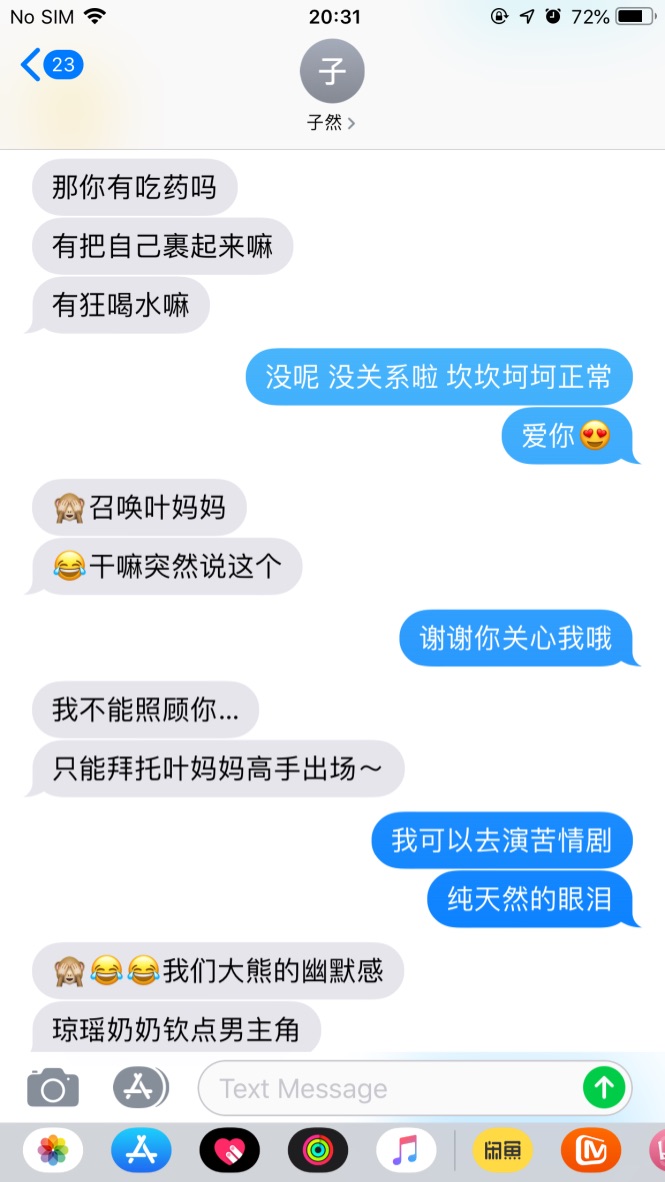 No SIM 20:31 72%
23
子
子然
那你有吃药吗
有把自己裹起来嘛
有狂喝水嘛
没呢 没关系啦 坎坎坷坷正常
爱你😍
🙈召唤叶妈妈
😂干嘛突然说这个
谢谢你关心我哦
我不能照顾你...
只能拜托叶妈妈高手出场～
我可以去演苦情剧
纯天然的眼泪
🙈😂😂我们大熊的幽默感
琼瑶奶奶钦点男主角
Text Message
闲鱼